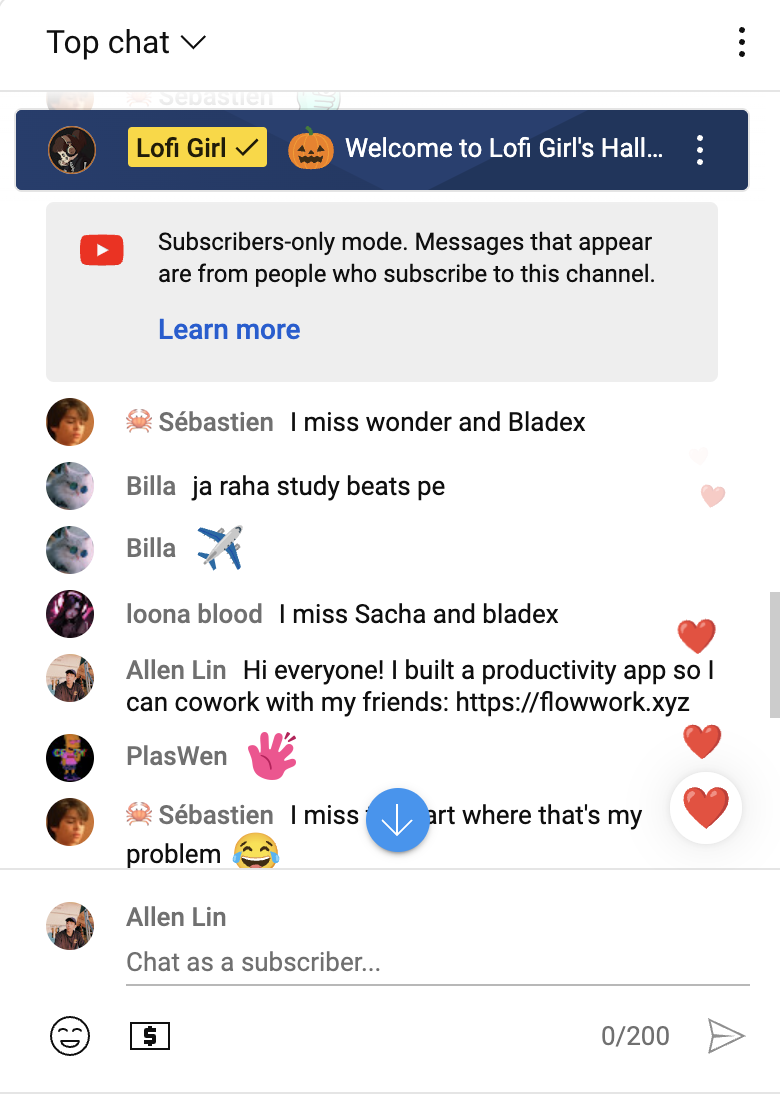 Top chat
Sébastien
Lofi Girl Welcome to Lofi Girl's Hall...
Subscribers-only mode. Messages that appear
are from people who subscribe to this channel.
Learn more
Sébastien I miss wonder and Bladex
Billa ja raha study beats pe
Billa
loona blood I miss Sacha and bladex
Allen Lin Hi everyone! I built a productivity app so I
can cowork with my friends: https://flowwork.xyz
PlasWen
Sébastien I miss where that's my
problem
Allen Lin
Chat as a subscriber...
$
0/200